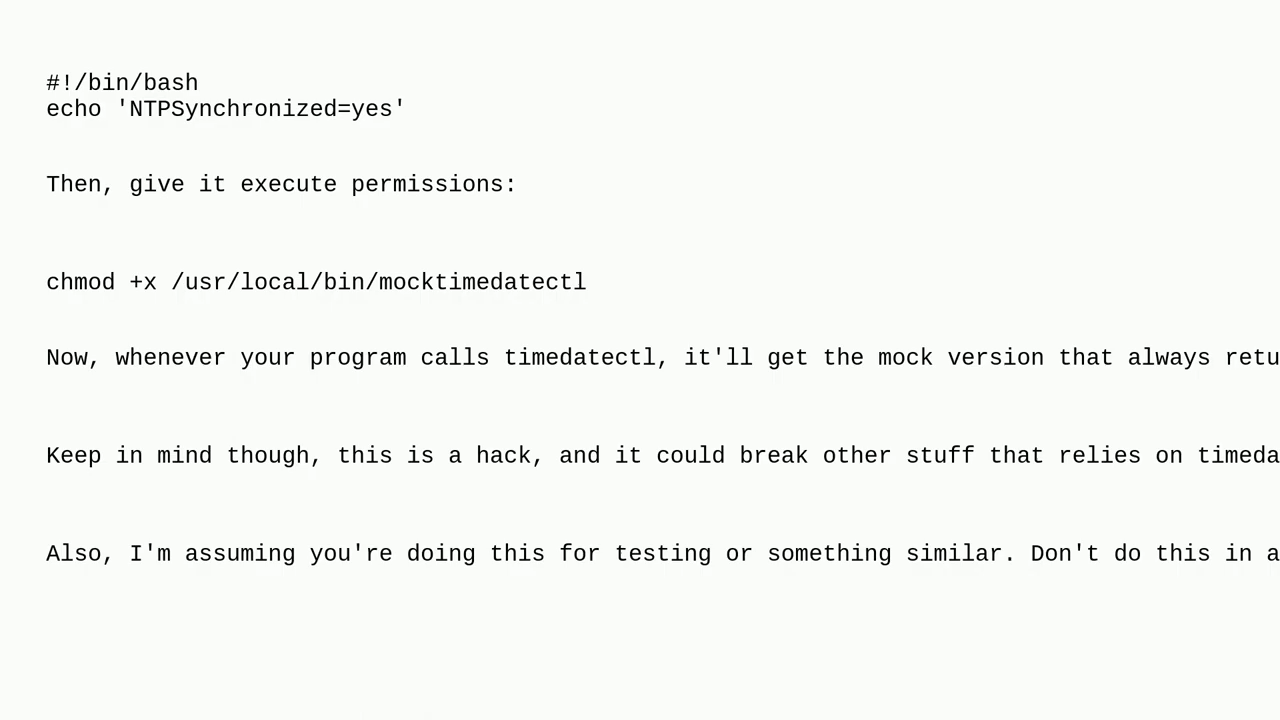 #!/bin/bash
echo 'NTPSynchronized=yes'
Then, give it execute permissions:
chmod +x /usr/local/bin/mocktimedatectl
Now, whenever your program calls timedatectl, it'll get the mock version that always retu
Keep in mind though, this is a hack, and it could break other stuff that relies on timeda
Also, I'm assuming you're doing this for testing or something similar. Don't do this in a